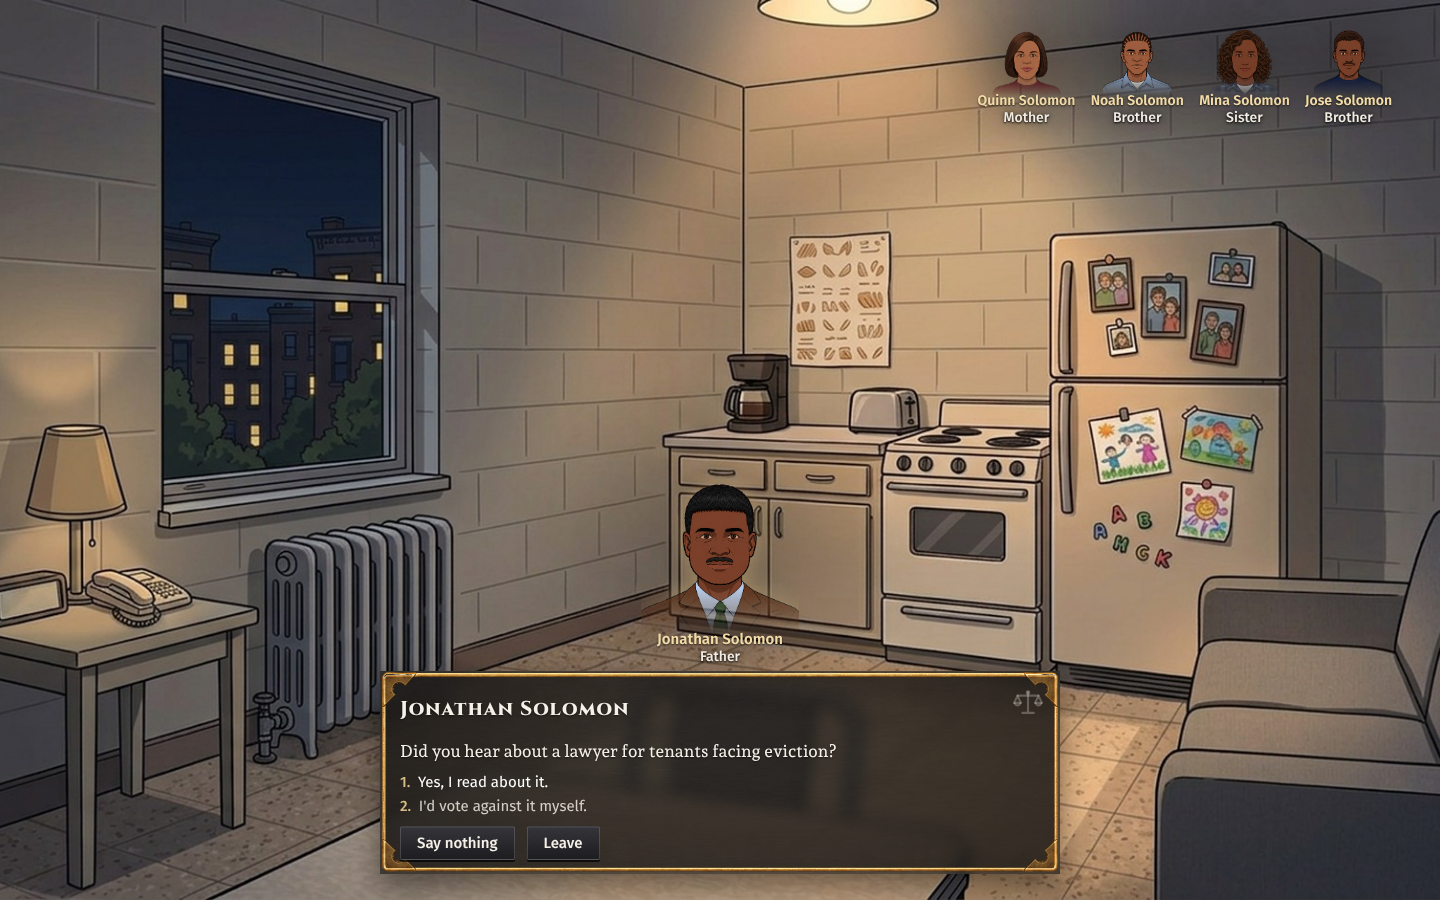 Quinn Solomon
Mother
Noah Solomon
Brother
Mina Solomon
Sister
Jose Solomon
Brother
A A B
M G C K
Jonathan Solomon
Father
Jonathan Solomon
Did you hear about a lawyer for tenants facing eviction?
1. Yes, I read about it.
2. I'd vote against it myself.
Say nothing
Leave